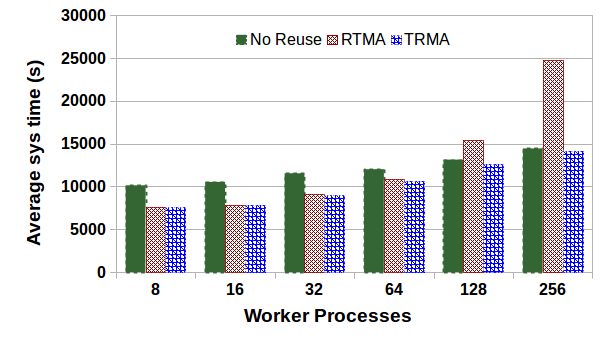 30000
25000
20000
15000
10000
5000
0
Average sys time (s)
No Reuse RTMA TRMA
8 16 32 64 128 256
Worker Processes